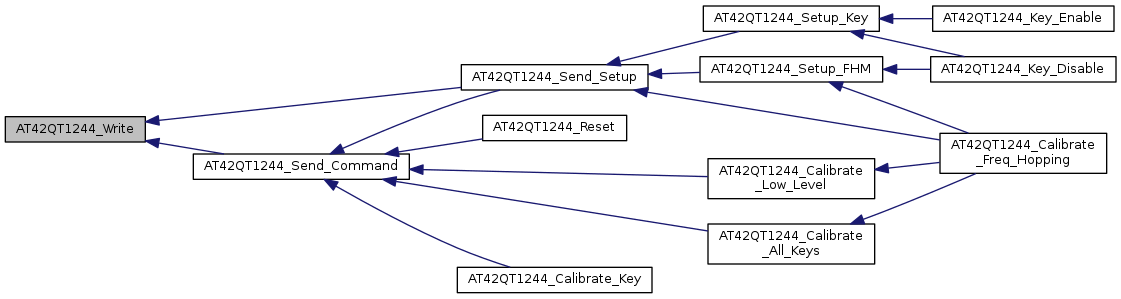 AT42QT1244_Setup_Key
AT42QT1244_Key_Enable
AT42QT1244_Send_Setup
AT42QT1244_Setup_FHM
AT42QT1244_Key_Disable
AT42QT1244_Write
AT42QT1244_Reset
AT42QT1244_Send_Command
AT42QT1244_Calibrate
_Freq_Hopping
AT42QT1244_Calibrate
_Low_Level
AT42QT1244_Calibrate
_All_Keys
AT42QT1244_Calibrate_Key